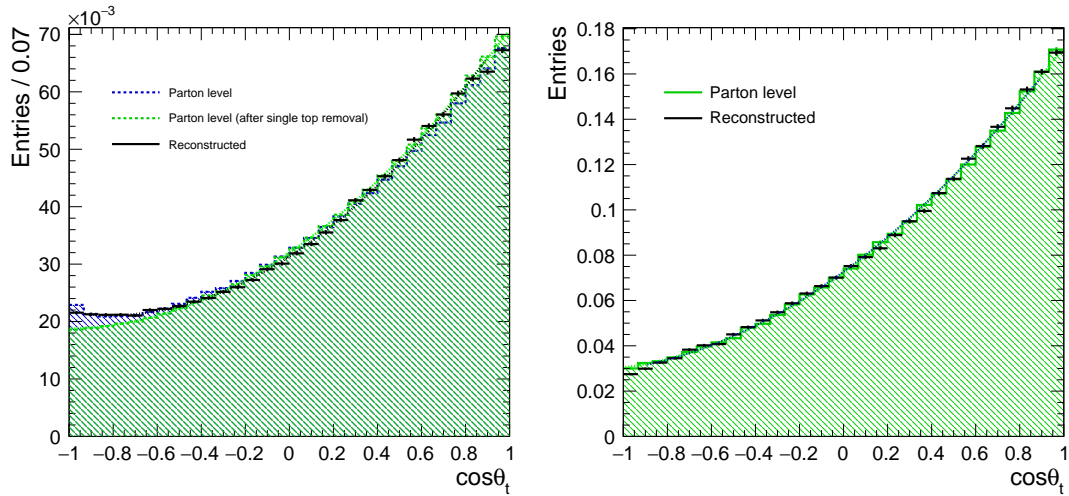 ×10⁻³
Entries / 0.07
70
60
50
40
30
20
10
0
Parton level
Parton level (after single top removal)
Reconstructed
−1 −0.8 −0.6 −0.4 −0.2 0 0.2 0.4 0.6 0.8 1
cosθt
Entries
0.18
0.16
0.14
0.12
0.1
0.08
0.06
0.04
0.02
0
Parton level
Reconstructed
−1 −0.8 −0.6 −0.4 −0.2 0 0.2 0.4 0.6 0.8 1
cosθt